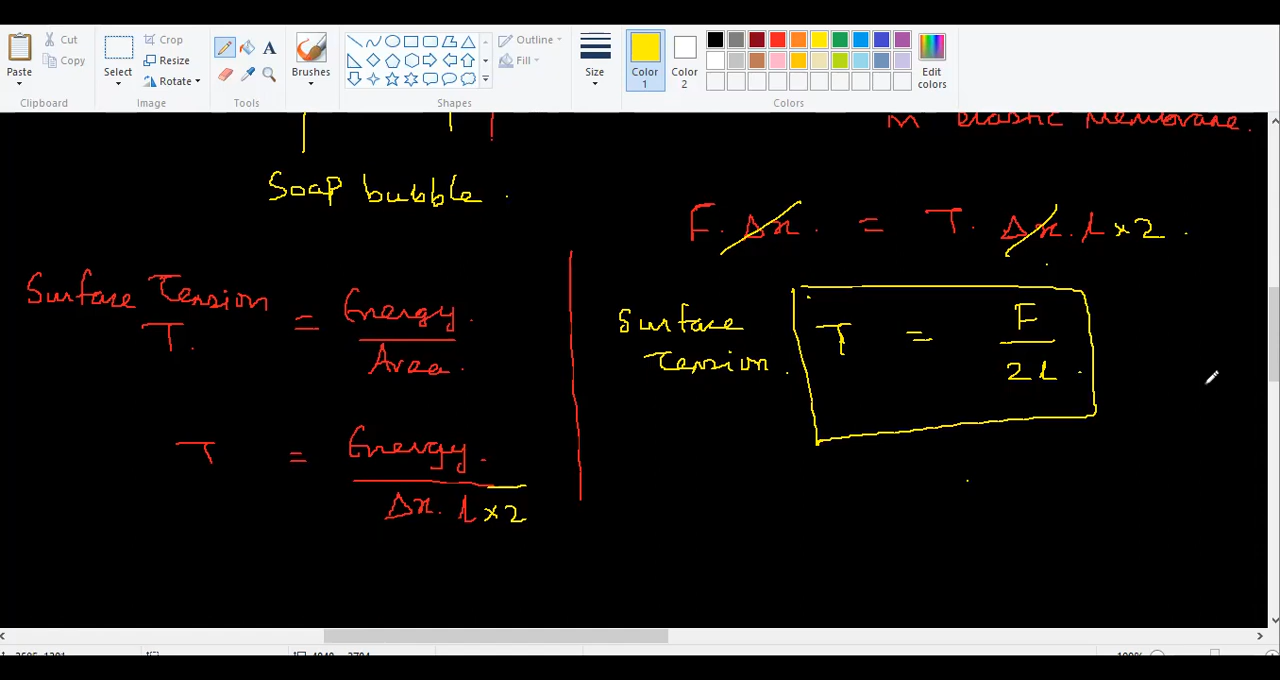 Cut
Copy
Paste
Clipboard
Select
Crop
Resize
Rotate
Image
Tools
Brushes
Outline
Fill
Shapes
Size
Color 1
Color 2
Edit colors
Colors
in Elastic Membrane.
Soap bubble.
F. Δx. = T. Δx. L × 2.
Surface Tension T. = Energy. / Area.
Surface Tension. T = F / 2L.
T = Energy. / Δx. L × 2